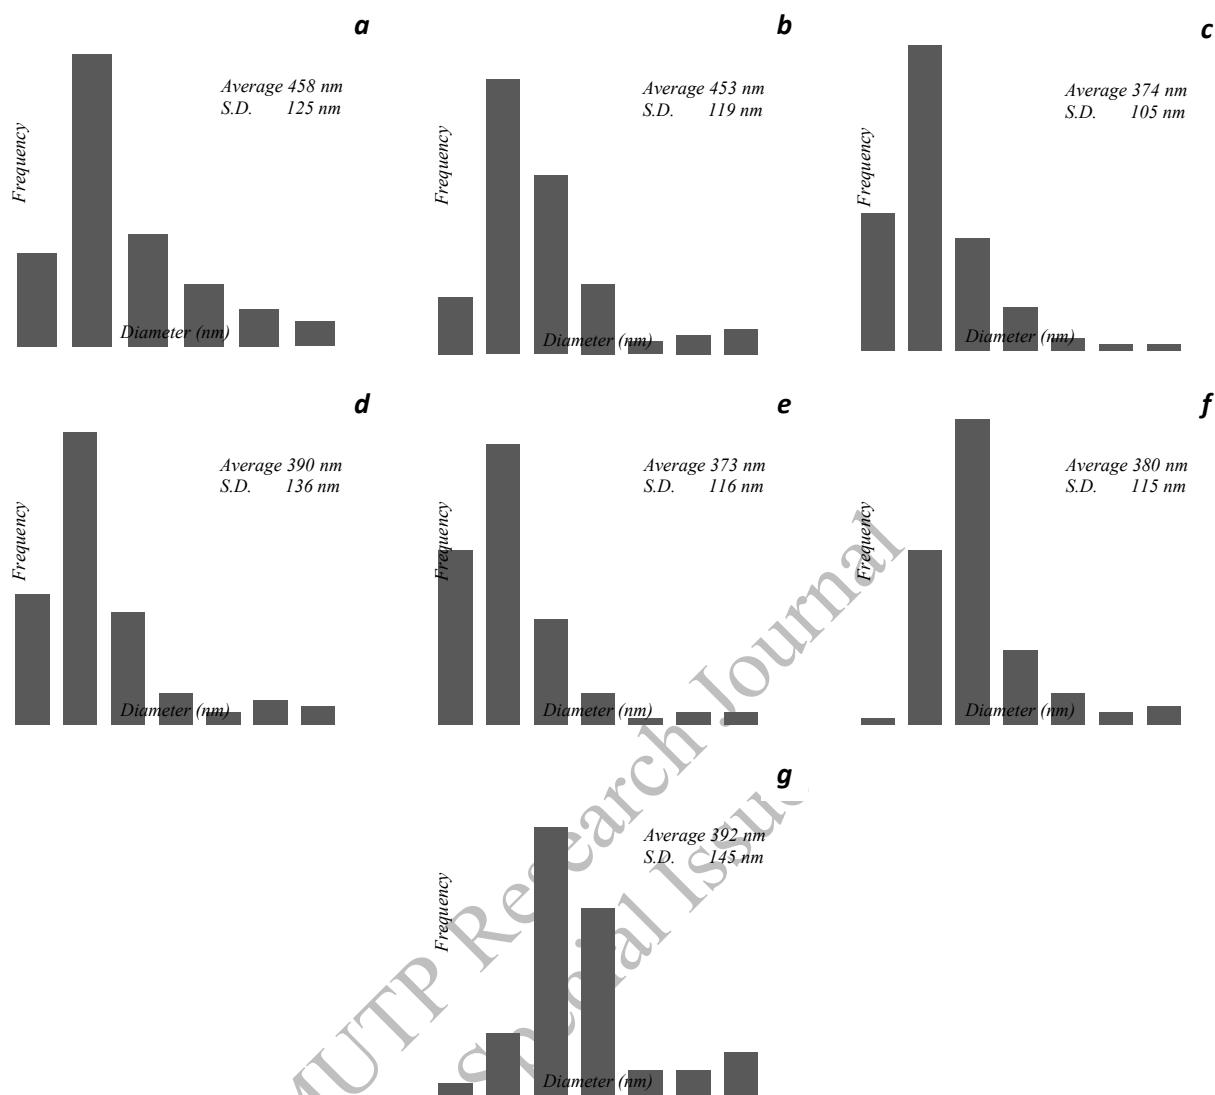 a
Average 458 nm
S.D. 125 nm
Frequency
Diameter (nm)
b
Average 453 nm
S.D. 119 nm
Frequency
Diameter (nm)
c
Average 374 nm
S.D. 105 nm
Frequency
Diameter (nm)
d
Average 390 nm
S.D. 136 nm
Frequency
Diameter (nm)
e
Average 373 nm
S.D. 116 nm
Frequency
Diameter (nm)
f
Average 380 nm
S.D. 115 nm
Frequency
Diameter (nm)
g
Average 392 nm
S.D. 145 nm
Frequency
Diameter (nm)
MUTP Research Journal
Special Issue